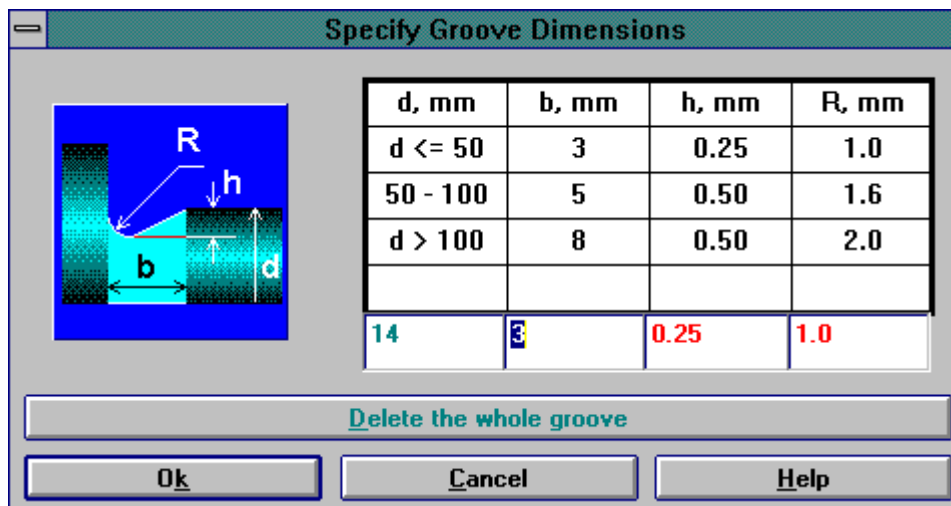 Specify Groove Dimensions
R
h
b
d
d, mm b, mm h, mm R, mm
d <= 50 3 0.25 1.0
50 - 100 5 0.50 1.6
d > 100 8 0.50 2.0
14 3 0.25 1.0
Delete the whole groove
Ok Cancel Help